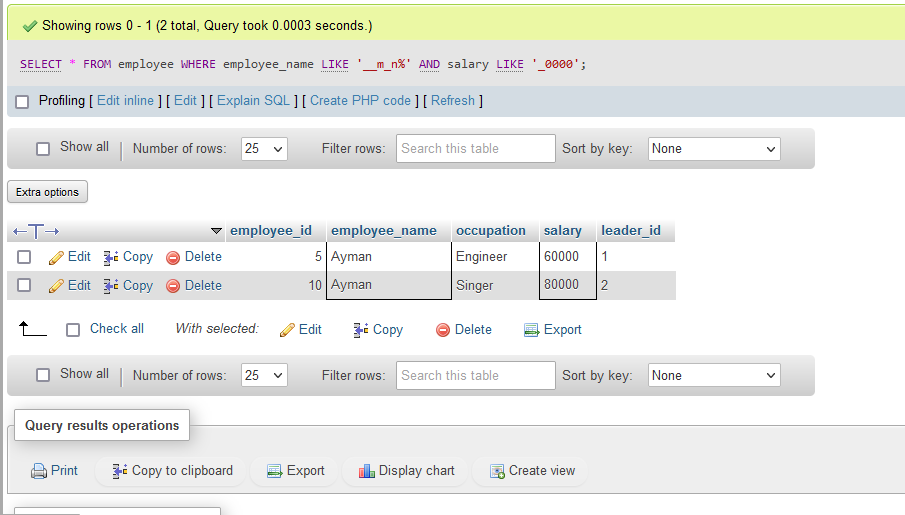 Showing rows 0 - 1 (2 total, Query took 0.0003 seconds.)
SELECT * FROM employee WHERE employee_name LIKE '__m_n%' AND salary LIKE '_0000';
Profiling [ Edit inline ] [ Edit ] [ Explain SQL ] [ Create PHP code ] [ Refresh ]
Show all Number of rows: 25 Filter rows: Search this table Sort by key: None
Extra options
←T→ employee_id employee_name occupation salary leader_id
Edit Copy Delete 5 Ayman Engineer 60000 1
Edit Copy Delete 10 Ayman Singer 80000 2
Check all With selected: Edit Copy Delete Export
Show all Number of rows: 25 Filter rows: Search this table Sort by key: None
Query results operations
Print Copy to clipboard Export Display chart Create view